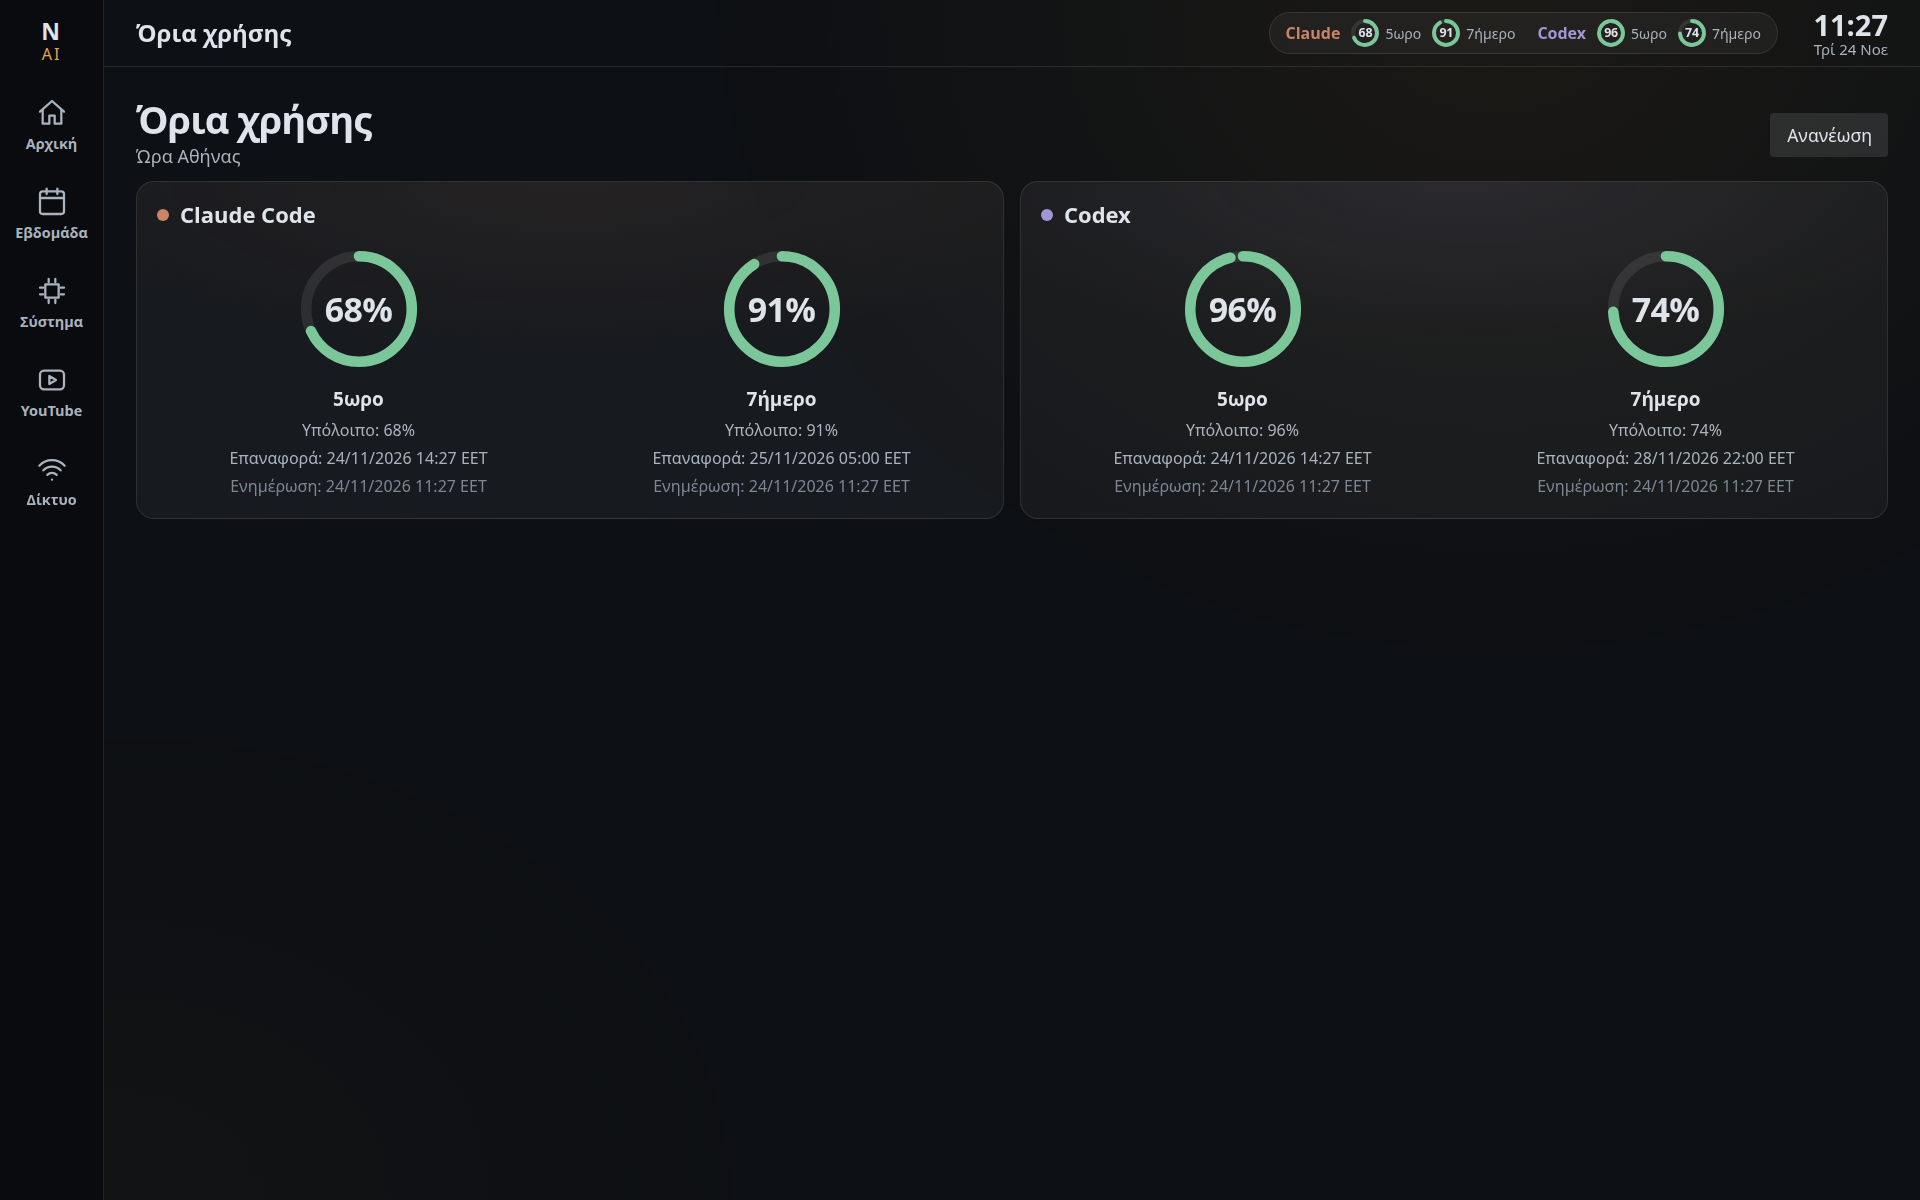 N
AI
Αρχική
Εβδομάδα
Σύστημα
YouTube
Δίκτυο
Όρια χρήσης
Claude 68 5ωρο 91 7ήμερο Codex 96 5ωρο 74 7ήμερο
11:27
Τρί 24 Νοε
Όρια χρήσης
Ώρα Αθήνας
Ανανέωση
Claude Code
68%
5ωρο
Υπόλοιπο: 68%
Επαναφορά: 24/11/2026 14:27 EET
Ενημέρωση: 24/11/2026 11:27 EET
91%
7ήμερο
Υπόλοιπο: 91%
Επαναφορά: 25/11/2026 05:00 EET
Ενημέρωση: 24/11/2026 11:27 EET
Codex
96%
5ωρο
Υπόλοιπο: 96%
Επαναφορά: 24/11/2026 14:27 EET
Ενημέρωση: 24/11/2026 11:27 EET
74%
7ήμερο
Υπόλοιπο: 74%
Επαναφορά: 28/11/2026 22:00 EET
Ενημέρωση: 24/11/2026 11:27 EET